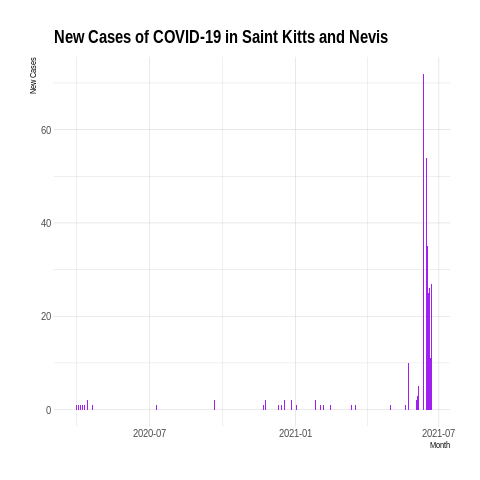 New Cases of COVID-19 in Saint Kitts and Nevis
New Cases
60
40
20
0
2020-07
2021-01
2021-07
Month